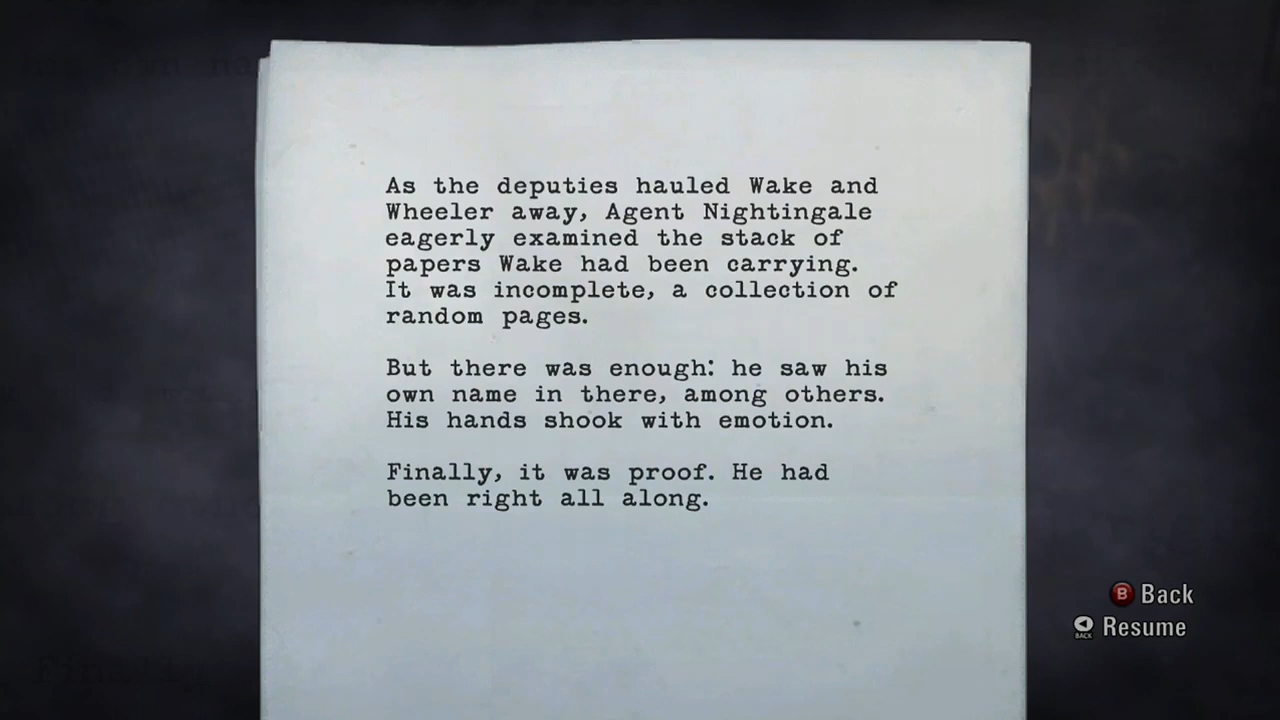 As the deputies hauled Wake and
Wheeler away, Agent Nightingale
eagerly examined the stack of
papers Wake had been carrying.
It was incomplete, a collection of
random pages.
But there was enough: he saw his
own name in there, among others.
His hands shook with emotion.
Finally, it was proof. He had
been right all along.
B Back
BACK Resume